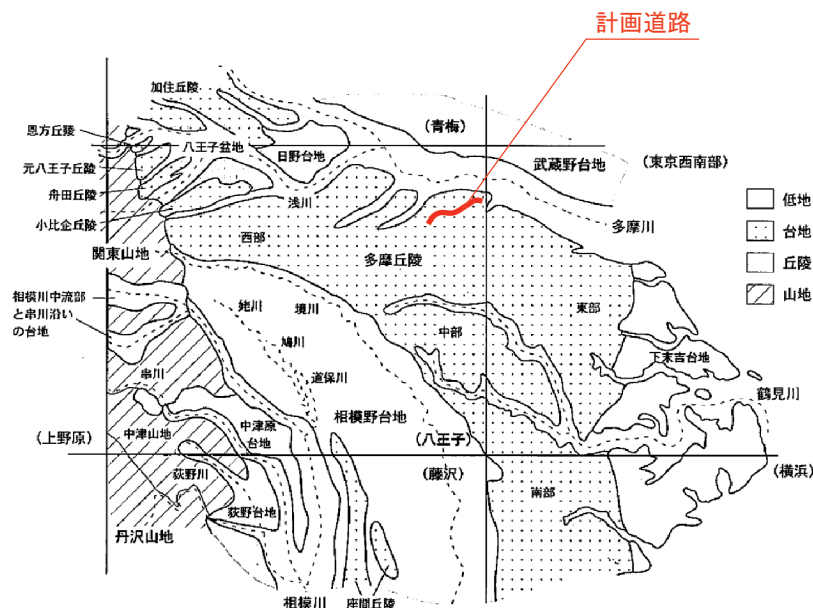 計画道路
加住丘陵
(青梅)
恩方丘陵
八王子盆地
日野台地
武蔵野台地
(東京西南部)
元八王子丘陵
舟田丘陵
浅川
低地
小比企丘陵
西部
多摩川
台地
関東山地
多摩丘陵
丘陵
相模川中流部
と串川沿い
の台地
姥川
境川
東部
山地
鳩川
中部
下末吉台地
串川
道保川
鶴見川
中津原
台地
相模野台地
(上野原)
中津山地
(八王子)
荻野川
(藤沢)
(横浜)
荻野台地
南部
丹沢山地
相模川
座間丘陵